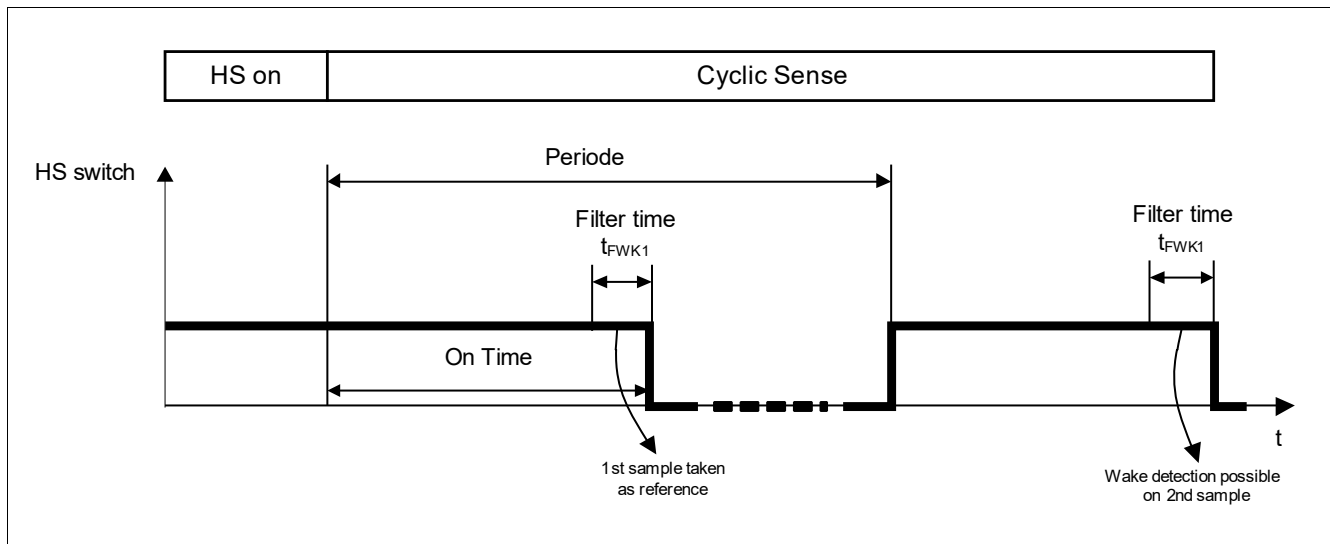 HS on
Cyclic Sense
HS switch
Periode
Filter time
tFWK1
Filter time
tFWK1
On Time
t
1st sample taken
as reference
Wake detection possible
on 2nd sample